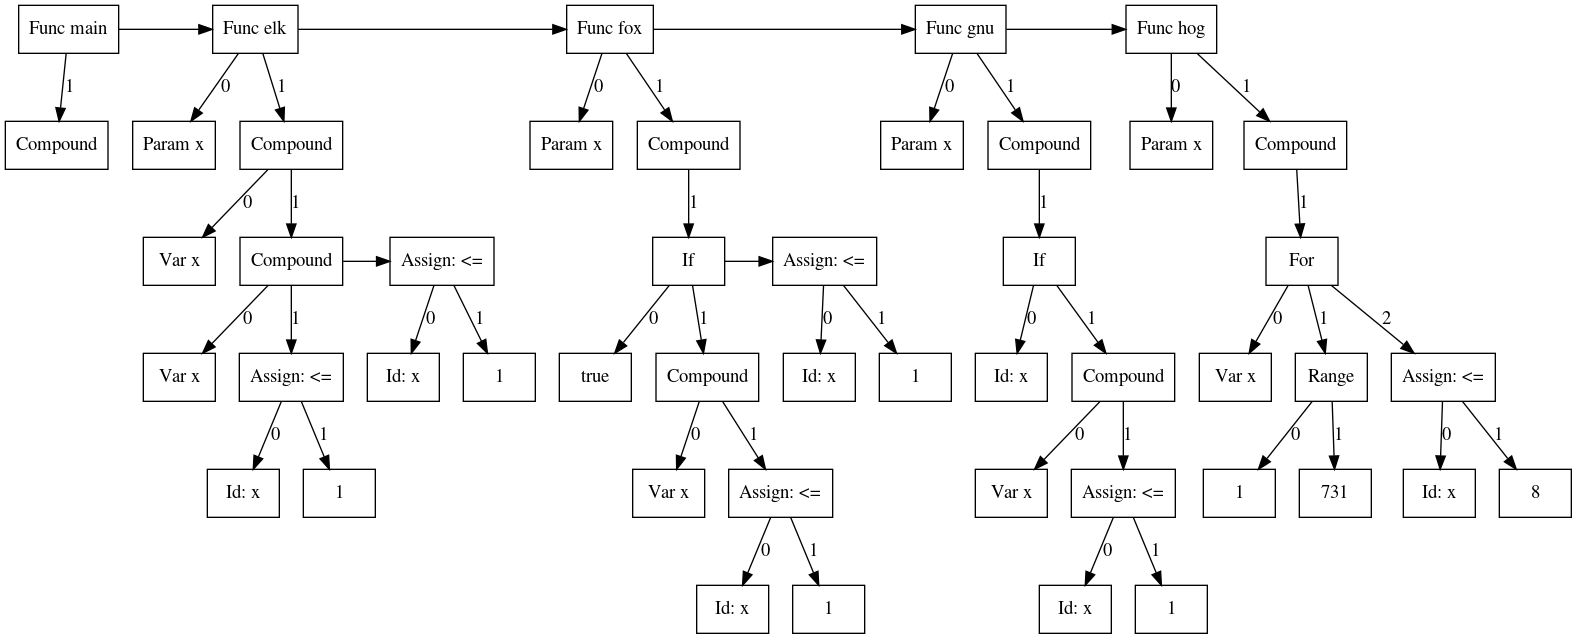 Func main
Func elk
Func fox
Func gnu
Func hog
1
0
1
0
1
0
1
0
1
Compound
Param x
Compound
Param x
Compound
Param x
Compound
Param x
Compound
0
1
1
1
1
Var x
Compound
Assign: <=
If
Assign: <=
If
For
0
1
0
1
0
1
0
1
0
1
0
1
2
Var x
Assign: <=
Id: x
1
true
Compound
Id: x
1
Id: x
Compound
Var x
Range
Assign: <=
0
1
0
1
0
1
0
1
0
1
Id: x
1
Var x
Assign: <=
Var x
Assign: <=
1
731
Id: x
8
0
1
0
1
Id: x
1
Id: x
1